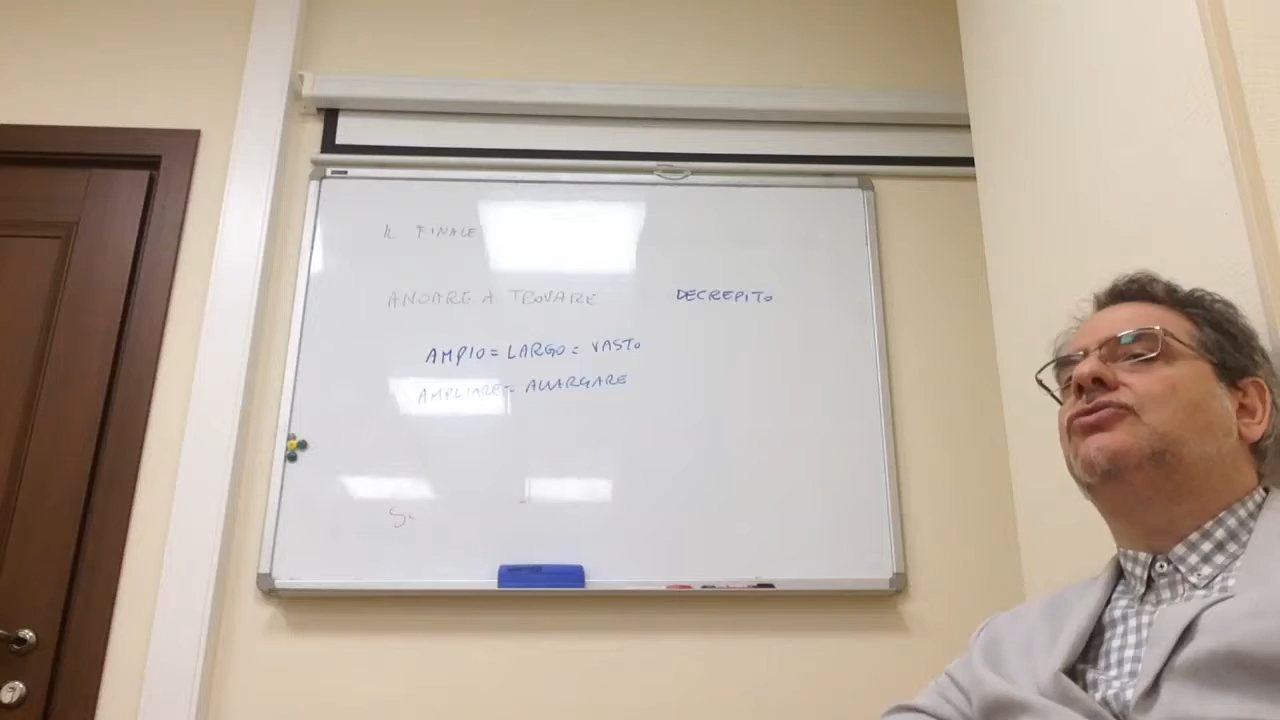 IL FINALE
ANDARE A TROVARE
DECREPITO
AMPIO = LARGO = VASTO
AMPLIARE = ALLARGARE